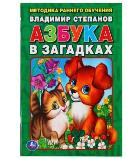 МЕТОДИКА РАННЕГО ОБУЧЕНИЯ
ВЛАДИМИР СТЕПАНОВ
АЗБУКА
В ЗАГАДКАХ